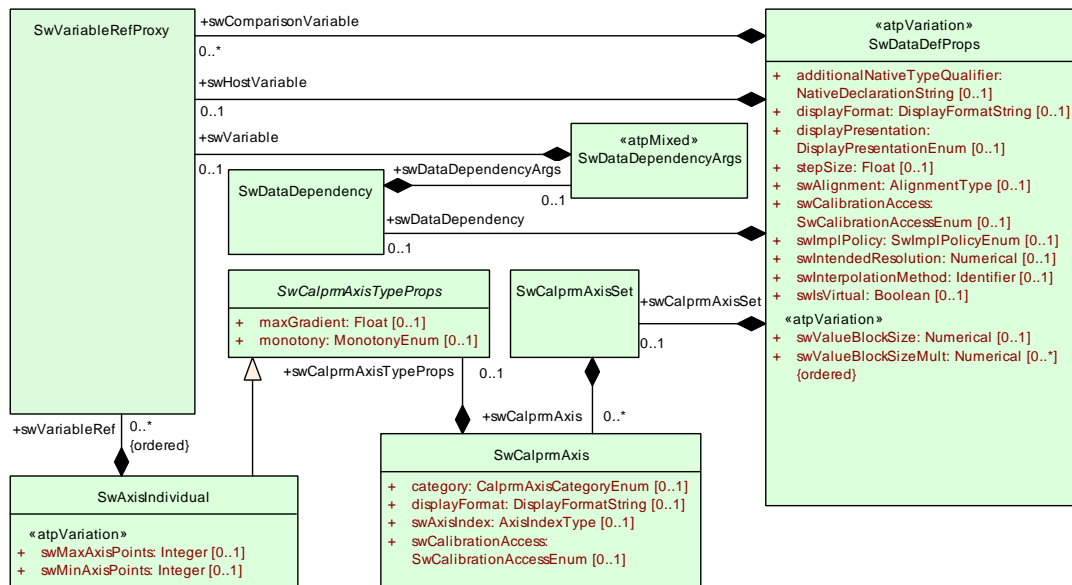 SwVariableRefProxy
+swComparisonVariable
0..*
+swHostVariable
0..1
+swVariable
0..1
«atpVariation»
SwDataDefProps
+ additionalNativeTypeQualifier:
NativeDeclarationString [0..1]
+ displayFormat: DisplayFormatString [0..1]
+ displayPresentation:
DisplayPresentationEnum [0..1]
+ stepSize: Float [0..1]
+ swAlignment: AlignmentType [0..1]
+ swCalibrationAccess:
SwCalibrationAccessEnum [0..1]
+ swImplPolicy: SwImplPolicyEnum [0..1]
+ swIntendedResolution: Numerical [0..1]
+ swInterpolationMethod: Identifier [0..1]
+ swIsVirtual: Boolean [0..1]
«atpVariation»
+ swValueBlockSize: Numerical [0..1]
+ swValueBlockSizeMult: Numerical [0..*]
{ordered}
«atpMixed»
SwDataDependencyArgs
+swDataDependencyArgs
0..1
SwDataDependency
+swDataDependency
0..1
SwCalprmAxisTypeProps
+ maxGradient: Float [0..1]
+ monotony: MonotonyEnum [0..1]
SwCalprmAxisSet
+swCalprmAxisSet
0..1
+swCalprmAxisTypeProps
0..1
+swCalprmAxis
0..*
+swVariableRef
0..*
{ordered}
SwAxisIndividual
«atpVariation»
+ swMaxAxisPoints: Integer [0..1]
+ swMinAxisPoints: Integer [0..1]
SwCalprmAxis
+ category: CalprmAxisCategoryEnum [0..1]
+ displayFormat: DisplayFormatString [0..1]
+ swAxisIndex: AxisIndexType [0..1]
+ swCalibrationAccess:
SwCalibrationAccessEnum [0..1]